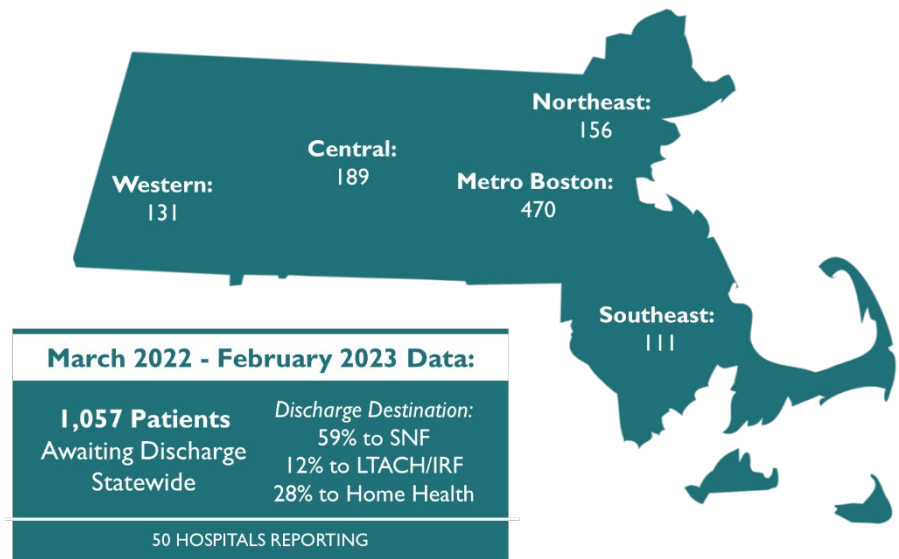 Northeast:
156
Central:
189
Western:
131
Metro Boston:
470
Southeast:
111
March 2022 - February 2023 Data:
1,057 Patients
Awaiting Discharge
Statewide
Discharge Destination:
59% to SNF
12% to LTACH/IRF
28% to Home Health
50 HOSPITALS REPORTING